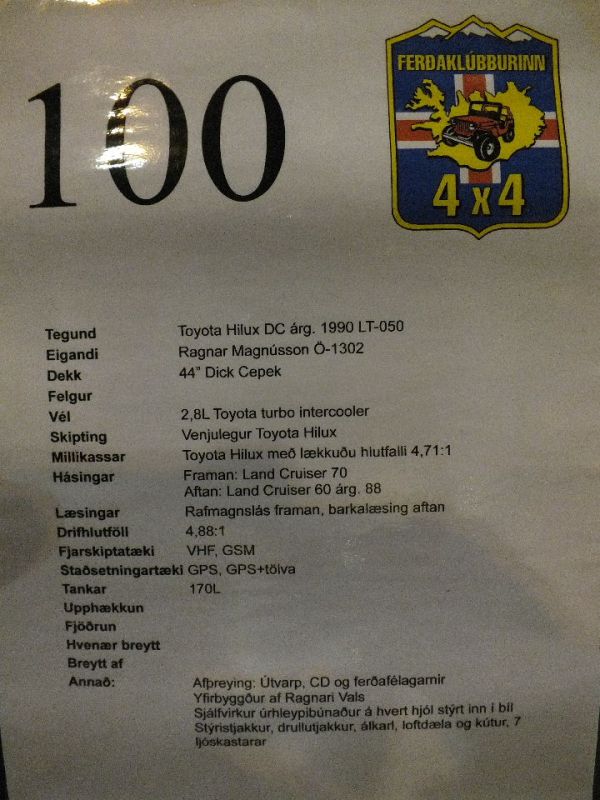 100
FERÐAKLÚBBURINN
4 x 4
Tegund Toyota Hilux DC árg. 1990 LT-050
Eigandi Ragnar Magnússon Ö-1302
Dekk 44” Dick Cepek
Felgur
Vél 2,8L Toyota turbo intercooler
Skipting Venjulegur Toyota Hilux
Millikassar Toyota Hilux með lækkuðu hlutfalli 4,71:1
Hásingar Framan: Land Cruiser 70
Aftan: Land Cruiser 60 árg. 88
Læsingar Rafmagnslás framan, barkalæsing aftan
Drifhlutföll 4,88:1
Fjarskiptatæki VHF, GSM
Staðsetningartæki GPS, GPS+tölva
Tankar 170L
Upphækkun
Fjöðrun
Hvenær breytt
Breytt af
Annað: Afþreying: Útvarp, CD og ferðafélagarnir
Yfirbyggður af Ragnari Vals
Sjálfvirkur úrhleypibúnaður á hvert hjól stýrt inn í bíl
Stýristjakkur, drullutjakkur, álkarl, loftdæla og kútur, 7
ljóskastarar